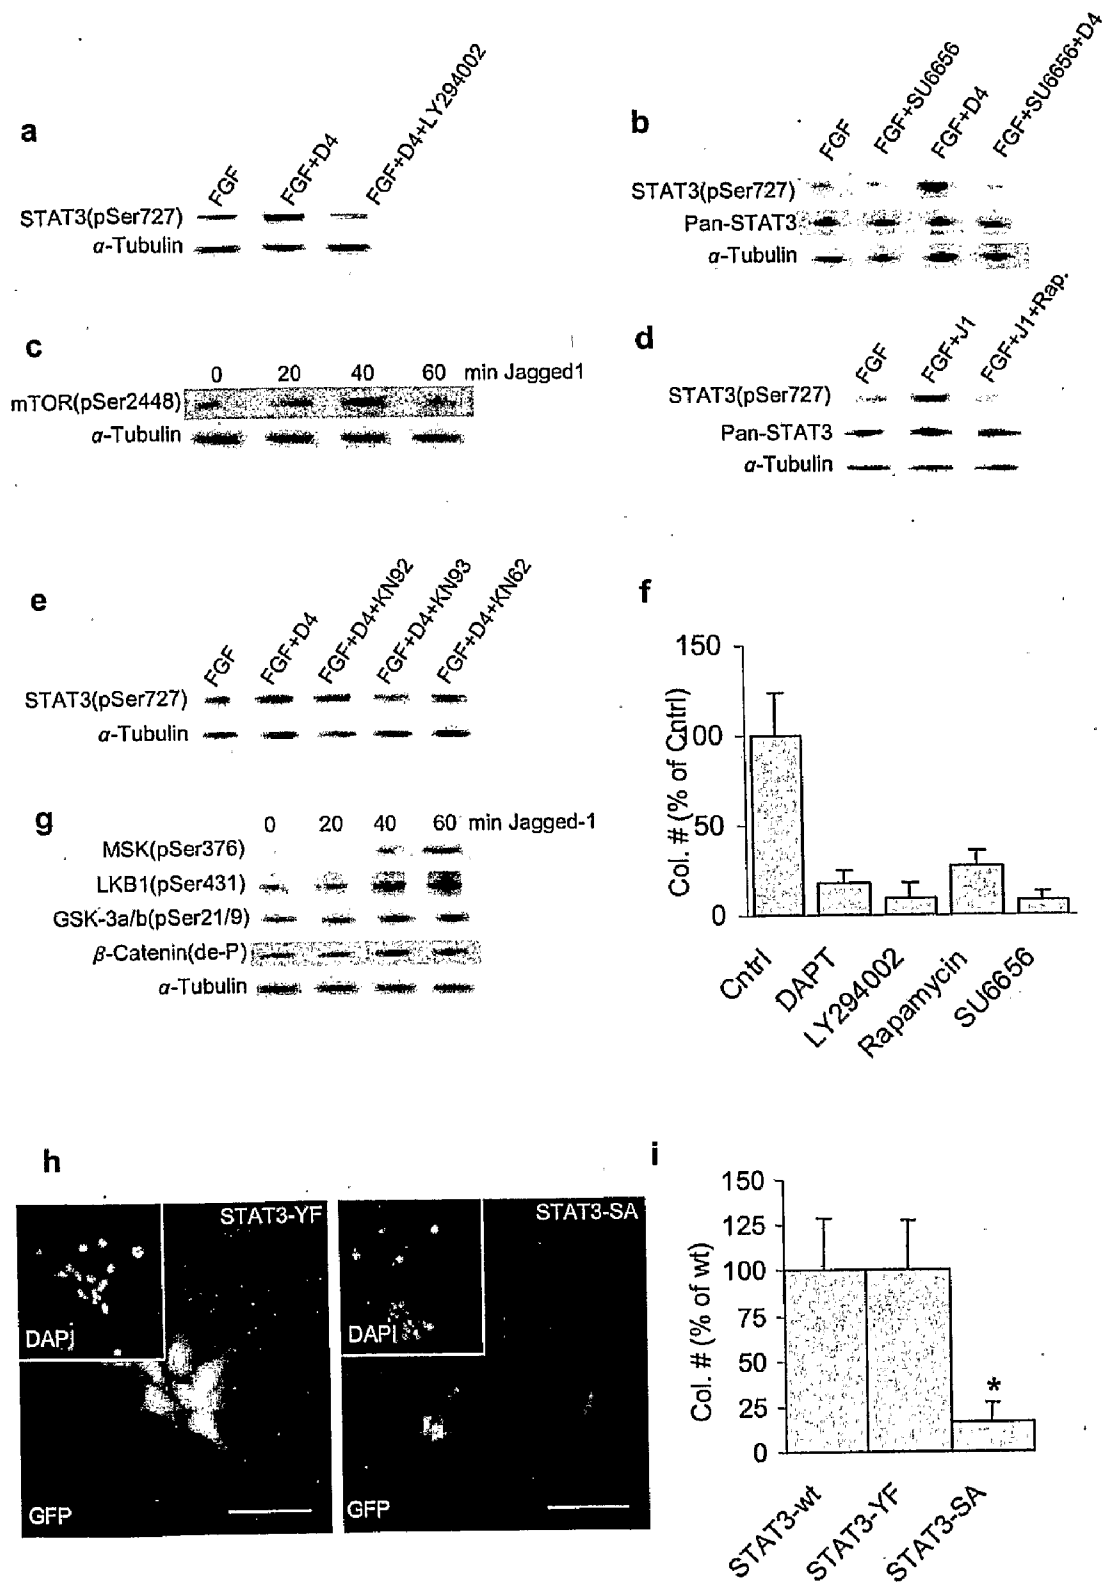 a
FGF
FGF+D4
FGF+D4+LY294002
STAT3(pSer727)
α-Tubulin
b
FGF
FGF+SU6656
FGF+D4
FGF+SU6656+D4
STAT3(pSer727)
Pan-STAT3
α-Tubulin
c
0 20 40 60 min Jagged1
mTOR(pSer2448)
α-Tubulin
d
FGF
FGF+J1
FGF+J1+Rap.
STAT3(pSer727)
Pan-STAT3
α-Tubulin
e
FGF
FGF+D4
FGF+D4+KN92
FGF+D4+KN93
FGF+D4+KN62
STAT3(pSer727)
α-Tubulin
f
Col. # (% of Cntrl)
150
100
50
0
Cntrl
DAPT
LY294002
Rapamycin
SU6656
g
0 20 40 60 min Jagged-1
MSK(pSer376)
LKB1(pSer431)
GSK-3a/b(pSer21/9)
β-Catenin(de-P)
α-Tubulin
h
STAT3-YF
DAPI
GFP
STAT3-SA
DAPI
GFP
i
Col. # (% of wt)
150
125
100
75
50
25
0
*
STAT3-wt
STAT3-YF
STAT3-SA